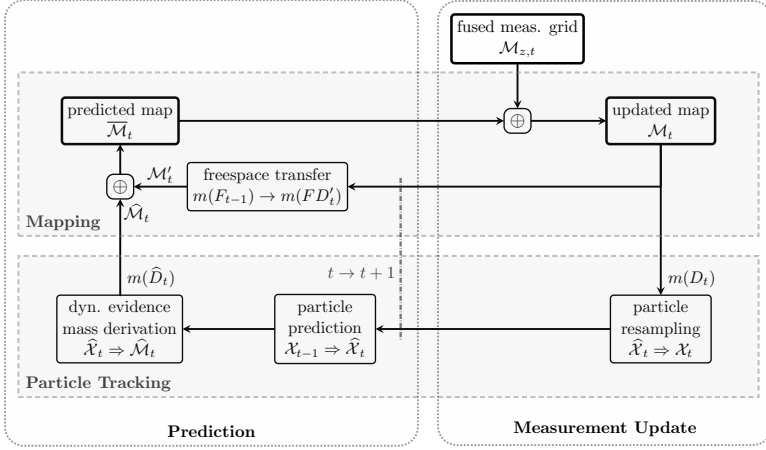 fused meas. grid
ℳ_{z,t}
predicted map
\overline{ℳ}_t
⊕
updated map
ℳ_t
ℳ′_t
freespace transfer
m(F_{t−1}) → m(FD′_t)
⊕
\widehat{ℳ}_t
Mapping
t → t + 1
m(\widehat{D}_t)
m(D_t)
dyn. evidence
mass derivation
\widehat{𝒳}_t ⇒ \widehat{ℳ}_t
particle
prediction
𝒳_{t−1} ⇒ \widehat{𝒳}_t
particle
resampling
\widehat{𝒳}_t ⇒ 𝒳_t
Particle Tracking
Prediction
Measurement Update